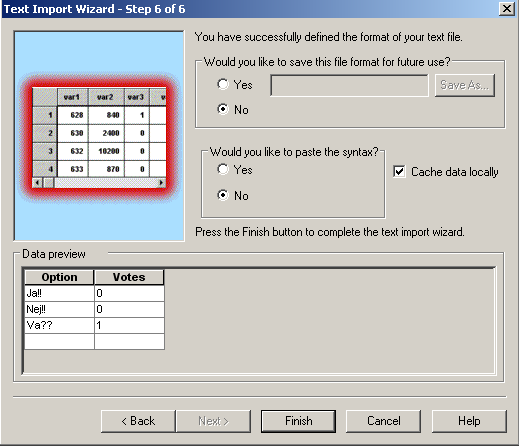 Text Import Wizard - Step 6 of 6
You have successfully defined the format of your text file.
Would you like to save this file format for future use?
Yes
Save As...
No
var1 var2 var3 v
1 628 840 1
2 630 2400 0
3 632 10200 0
4 633 870 0
Would you like to paste the syntax?
Yes
No
Cache data locally
Press the Finish button to complete the text import wizard.
Data preview
Option Votes
Ja!! 0
Nej!! 0
Va?? 1
< Back Next > Finish Cancel Help